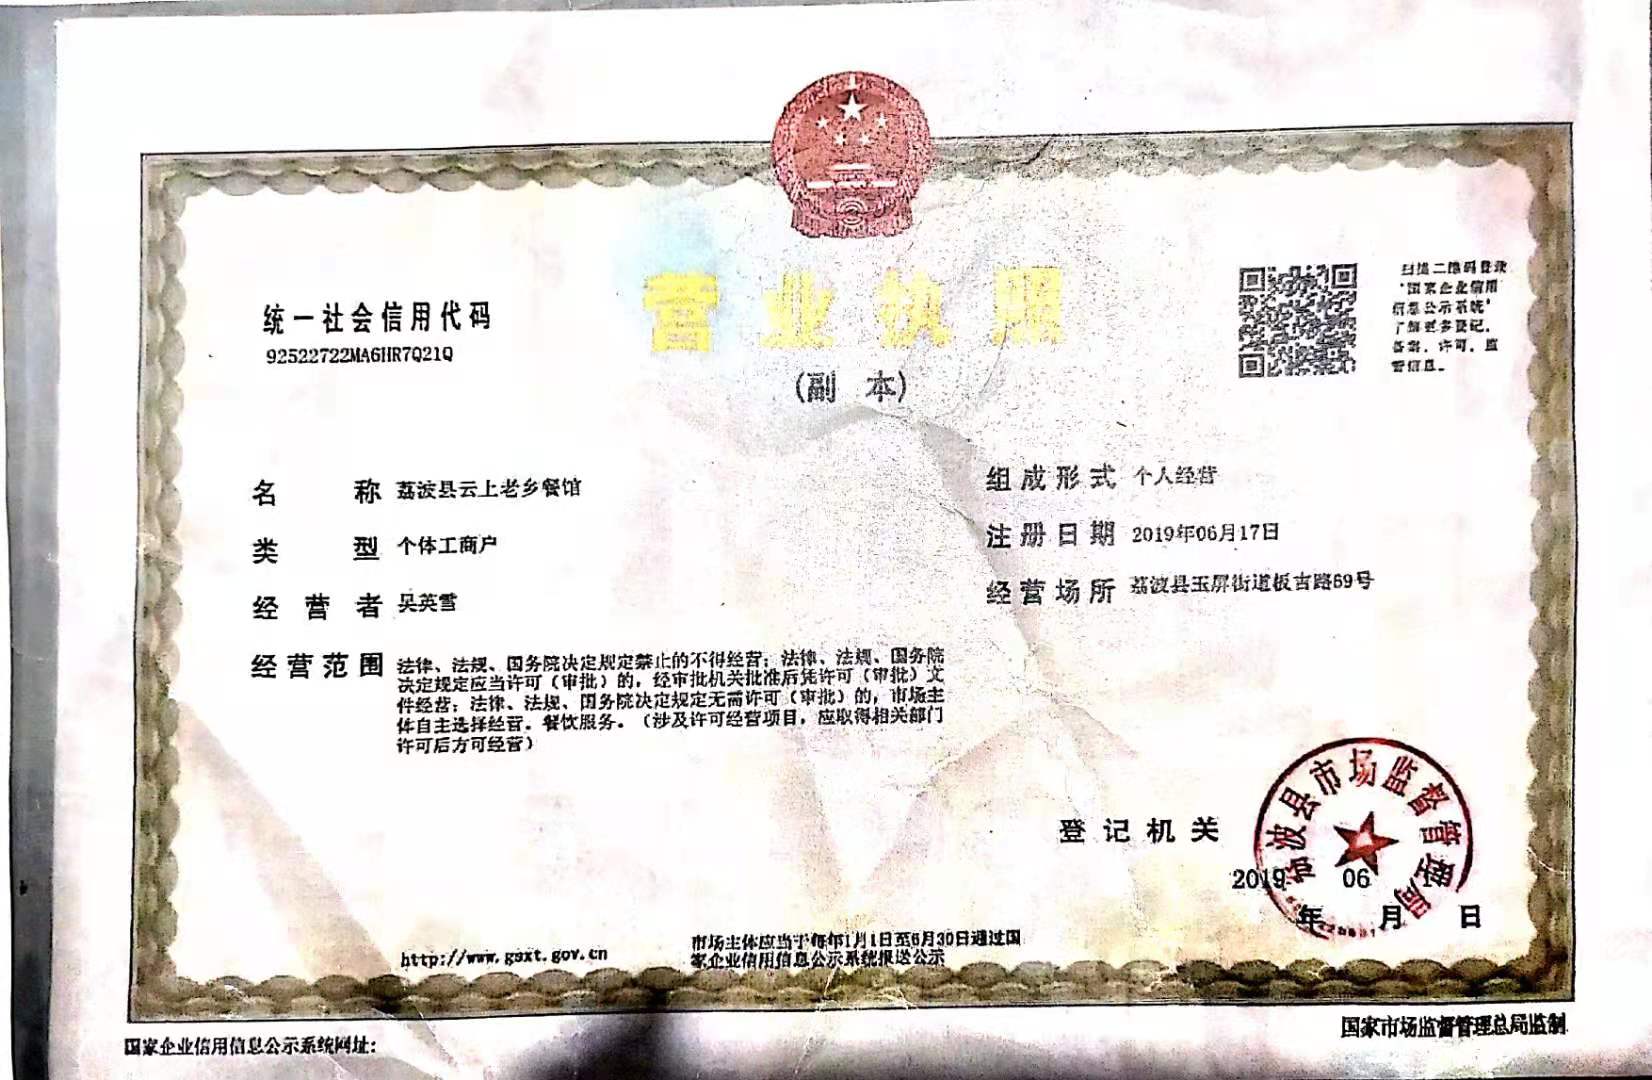 统一社会信用代码
92522722MA6HR7Q21Q
营业执照
(副本)
扫描二维码登录
"国家企业信用
信息公示系统"
了解更多登记、
备案、许可、监
管信息。
名称 荔波县云上老乡餐馆
类型 个体工商户
经营者 吴英雪
经营范围 法律、法规、国务院决定规定禁止的不得经营；法律、法规、国务院
决定规定应当许可（审批）的，经审批机关批准后凭许可（审批）文
件经营；法律、法规、国务院决定规定无需许可（审批）的，市场主
体自主选择经营。餐饮服务。（涉及许可经营项目，应取得相关部门
许可后方可经营）
组成形式 个人经营
注册日期 2019年06月17日
经营场所 荔波县玉屏街道板吉路69号
登记机关
荔波县市场监督管理局
2019 06
年 月 日
http://www.gsxt.gov.cn
市场主体应当于每年1月1日至6月30日通过国
家企业信用信息公示系统报送公示
国家企业信用信息公示系统网址：
国家市场监督管理总局监制